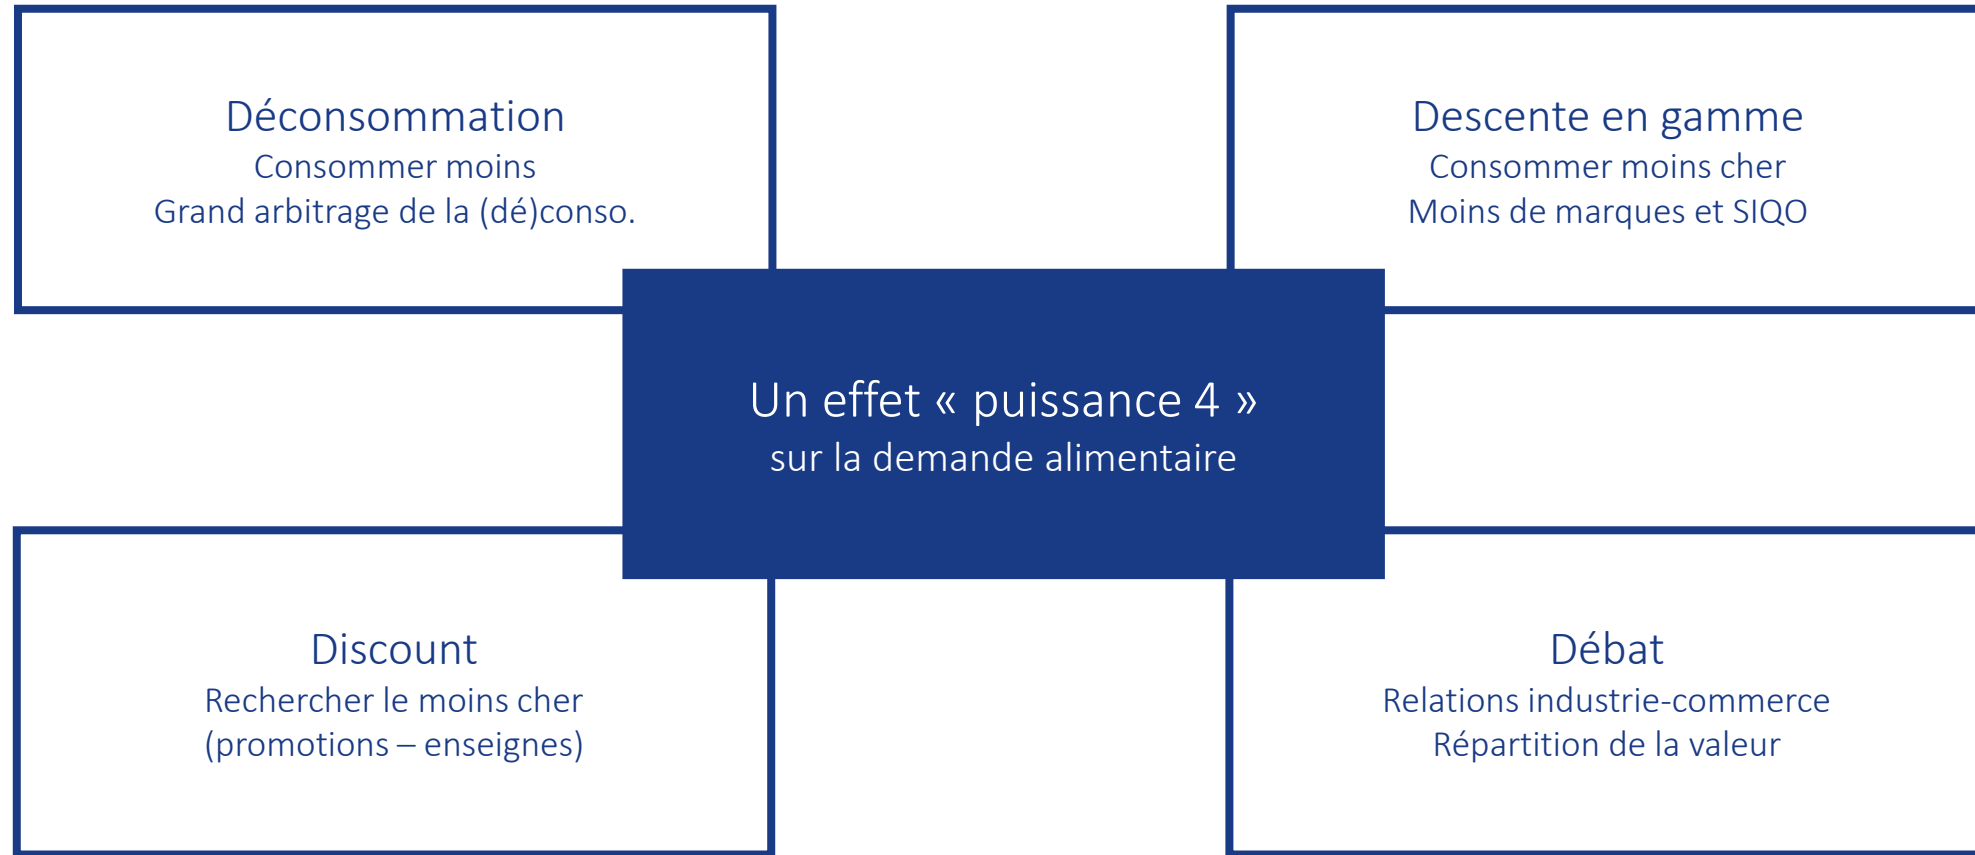 Déconsommation
Consommer moins
Grand arbitrage de la (dé)conso.
Descente en gamme
Consommer moins cher
Moins de marques et SIQO
Un effet « puissance 4 »
sur la demande alimentaire
Discount
Rechercher le moins cher
(promotions – enseignes)
Débat
Relations industrie-commerce
Répartition de la valeur